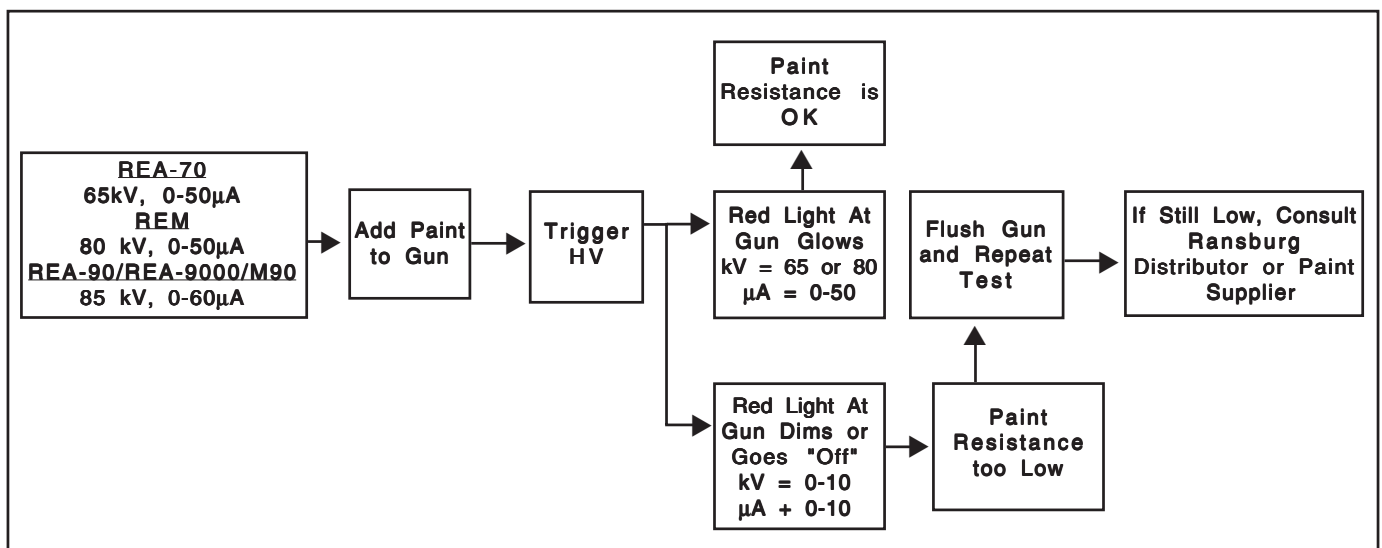 REA-70
65kV, 0-50µA
REM
80 kV, 0-50µA
REA-90/REA-9000/M90
85 kV, 0-60µA
Add Paint
to Gun
Trigger
HV
Paint
Resistance is
OK
Red Light At
Gun Glows
kV = 65 or 80
µA = 0-50
Red Light At
Gun Dims or
Goes "Off"
kV = 0-10
µA + 0-10
Paint
Resistance
too Low
Flush Gun
and Repeat
Test
If Still Low, Consult
Ransburg
Distributor or Paint
Supplier